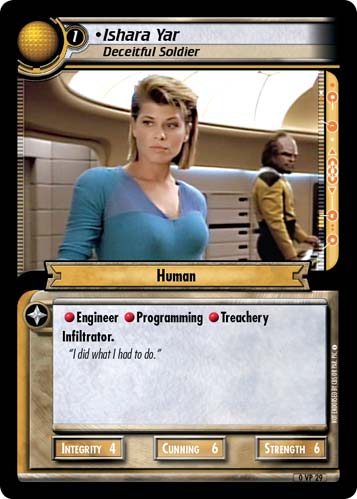 1
•Ishara Yar
Deceitful Soldier
Human
Engineer Programming Treachery
Infiltrator.
"I did what I had to do."
INTEGRITY 4 CUNNING 6 STRENGTH 6
0 VP 29